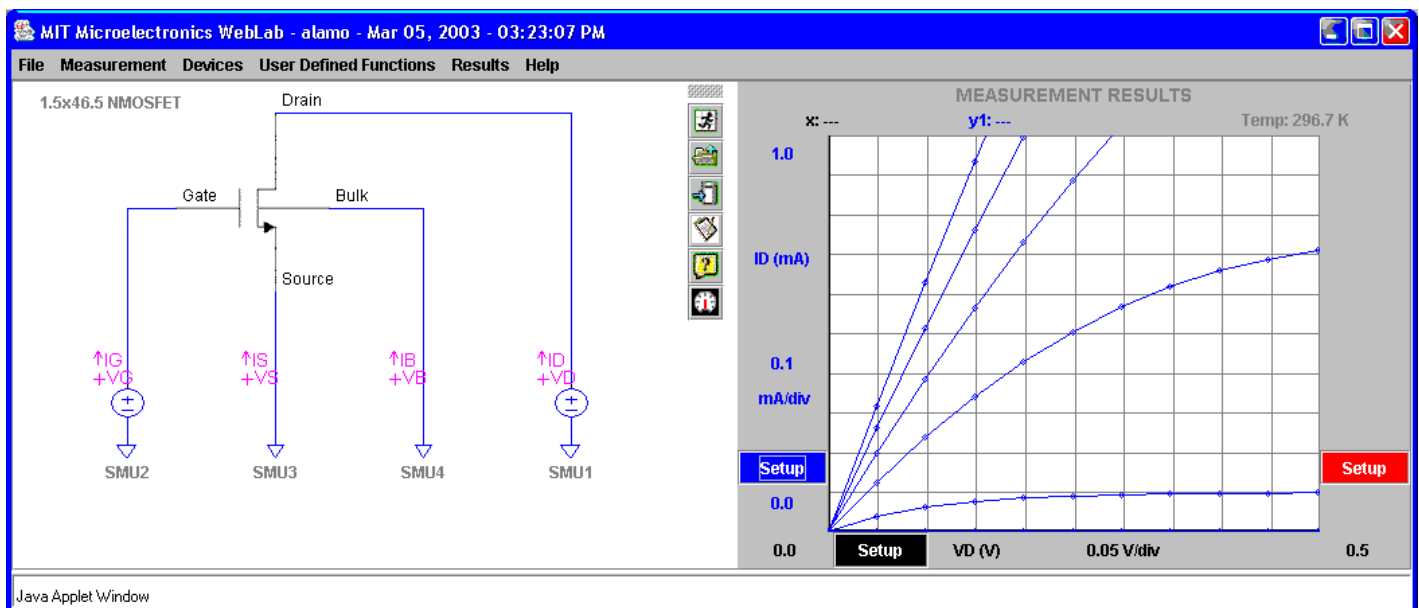 MIT Microelectronics WebLab - alamo - Mar 05, 2003 - 03:23:07 PM
File Measurement Devices User Defined Functions Results Help
1.5x46.5 NMOSFET
Drain
Gate
Bulk
Source
↑IG
+VG
↑IS
+VS
↑IB
+VB
↑ID
+VD
SMU2
SMU3
SMU4
SMU1
MEASUREMENT RESULTS
x: ---
y1: ---
Temp: 296.7 K
1.0
ID (mA)
0.1
mA/div
Setup
0.0
Setup
0.0
Setup
VD (V)
0.05 V/div
0.5
Java Applet Window